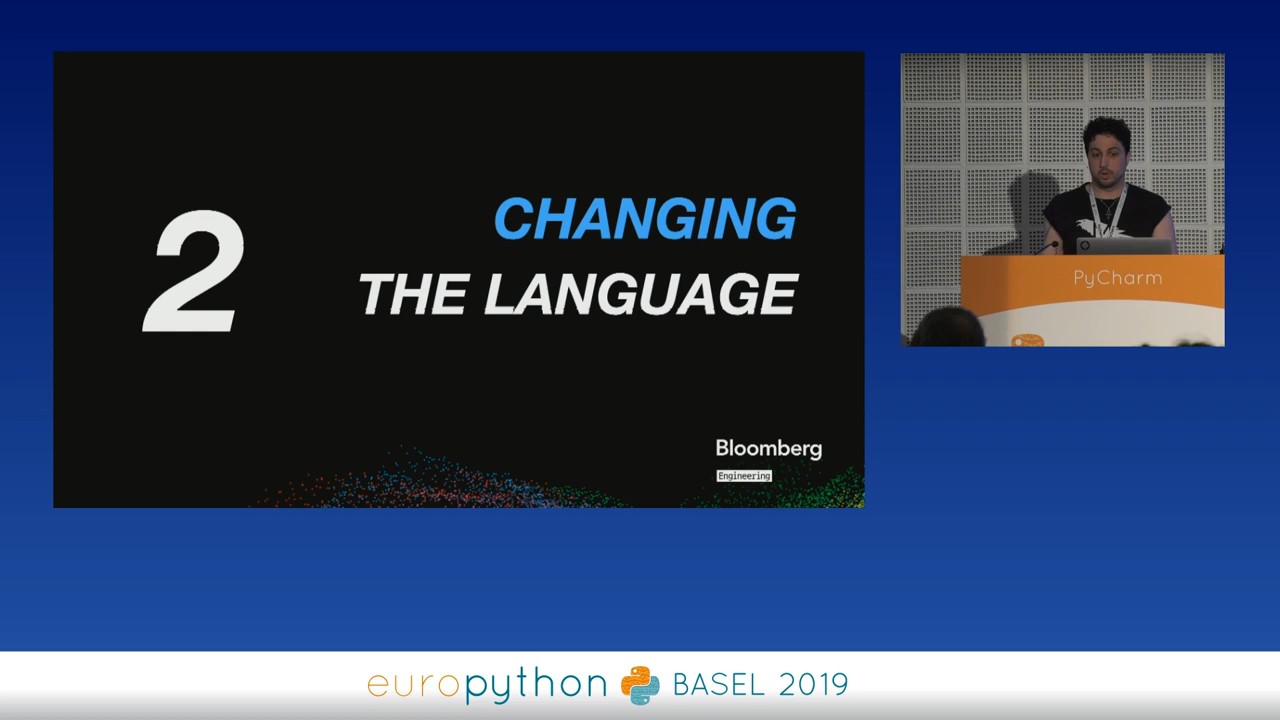 2
CHANGING
THE LANGUAGE
Bloomberg
Engineering
PyCharm
europython BASEL 2019